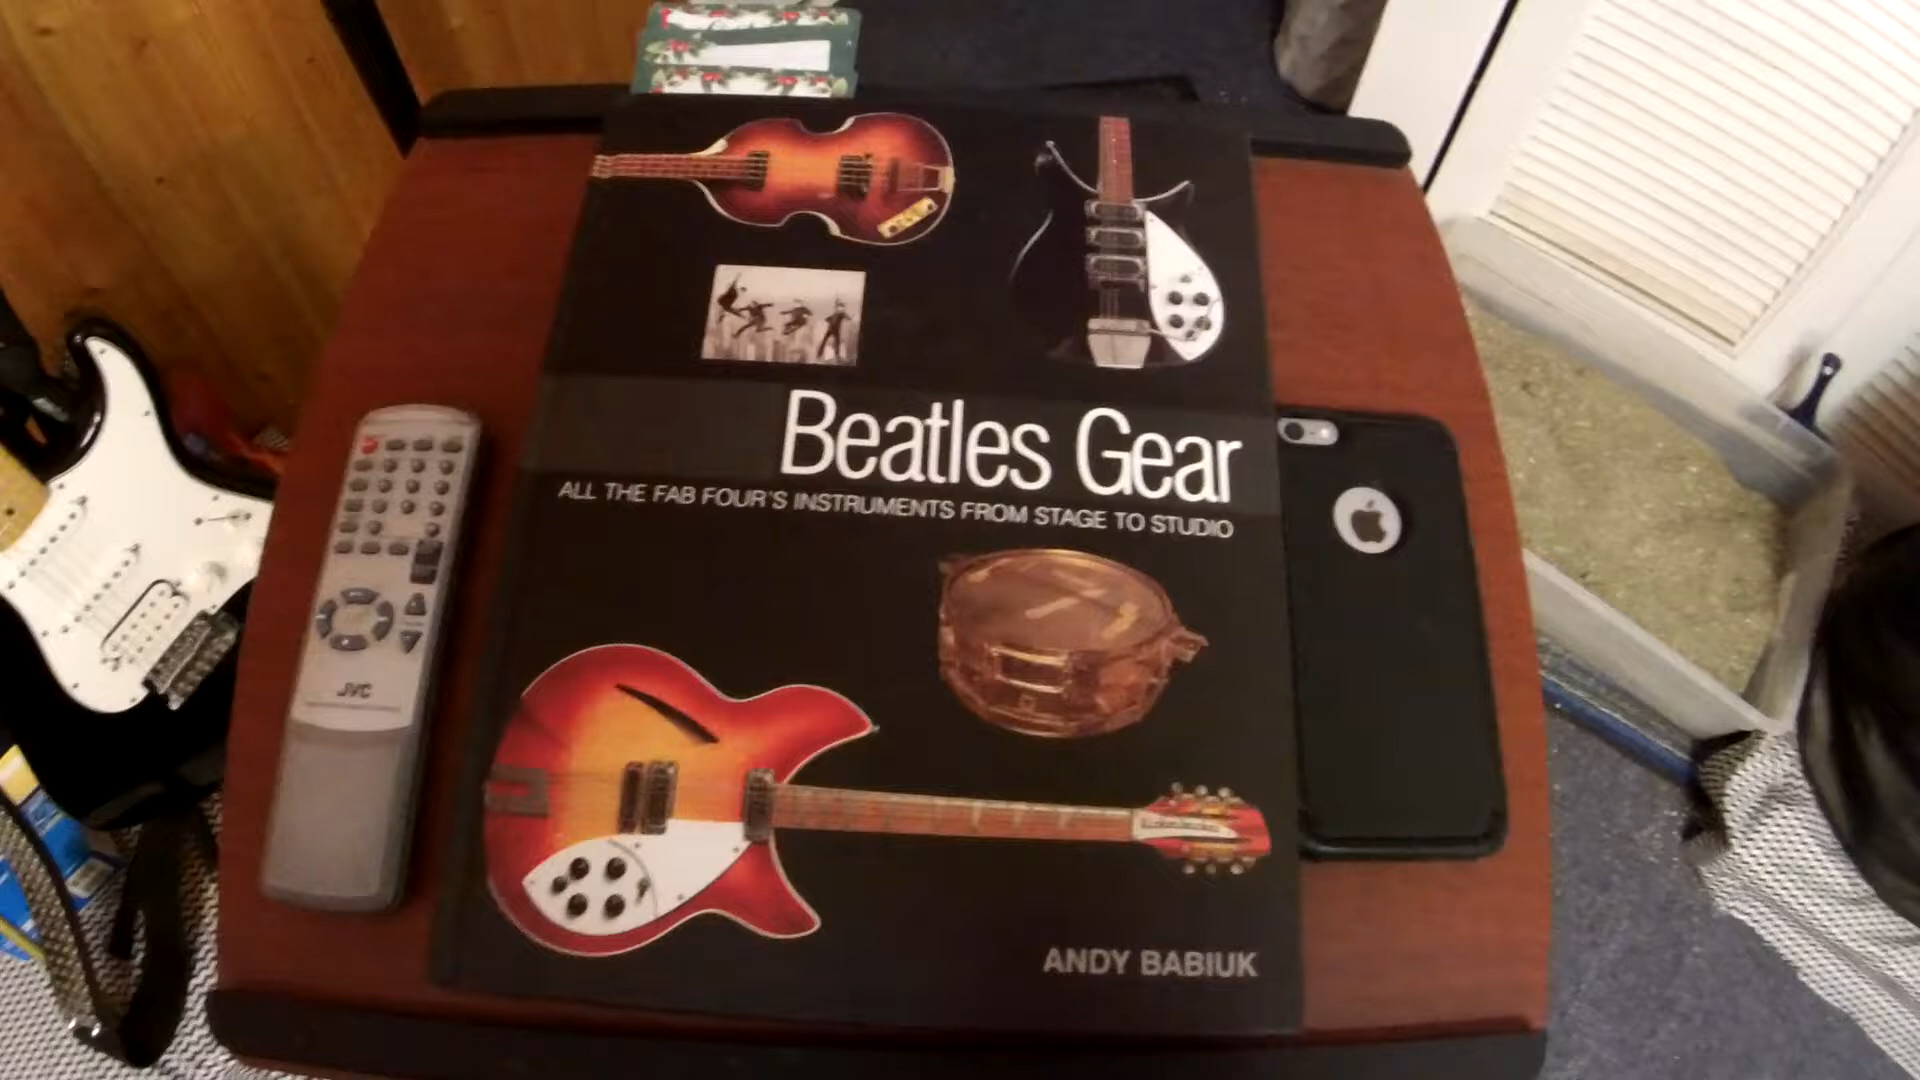 Beatles Gear
ALL THE FAB FOUR'S INSTRUMENTS FROM STAGE TO STUDIO
JVC
ANDY BABIUK